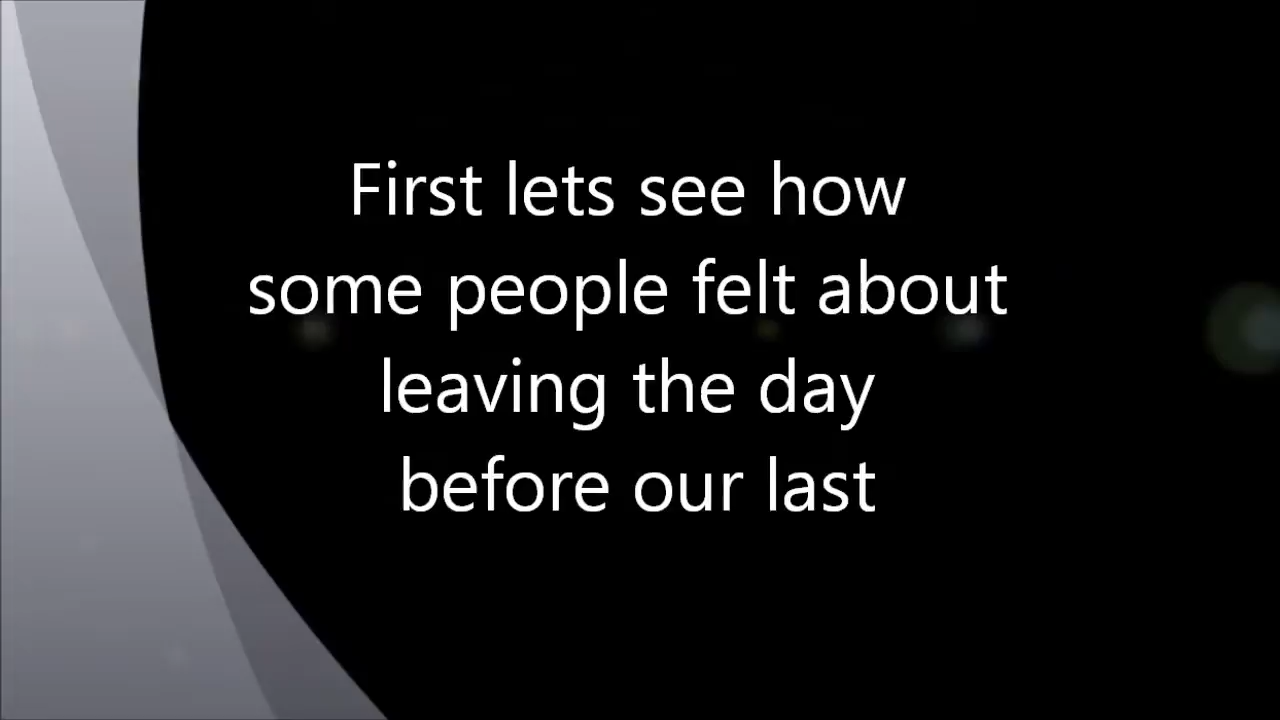 First lets see how
some people felt about
leaving the day
before our last